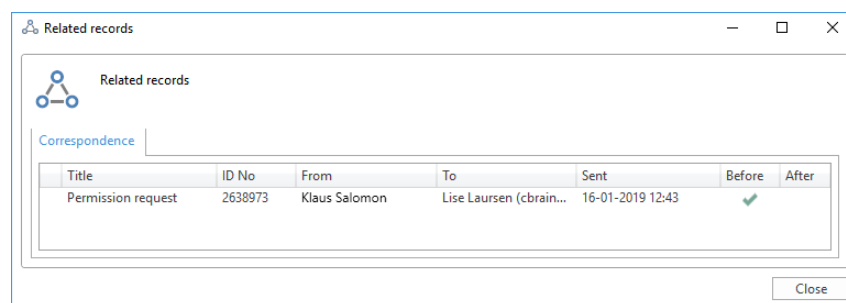 Related records
Related records
Correspondence
Title ID No From To Sent Before After
Permission request 2638973 Klaus Salomon Lise Laursen (cbrain... 16-01-2019 12:43
Close